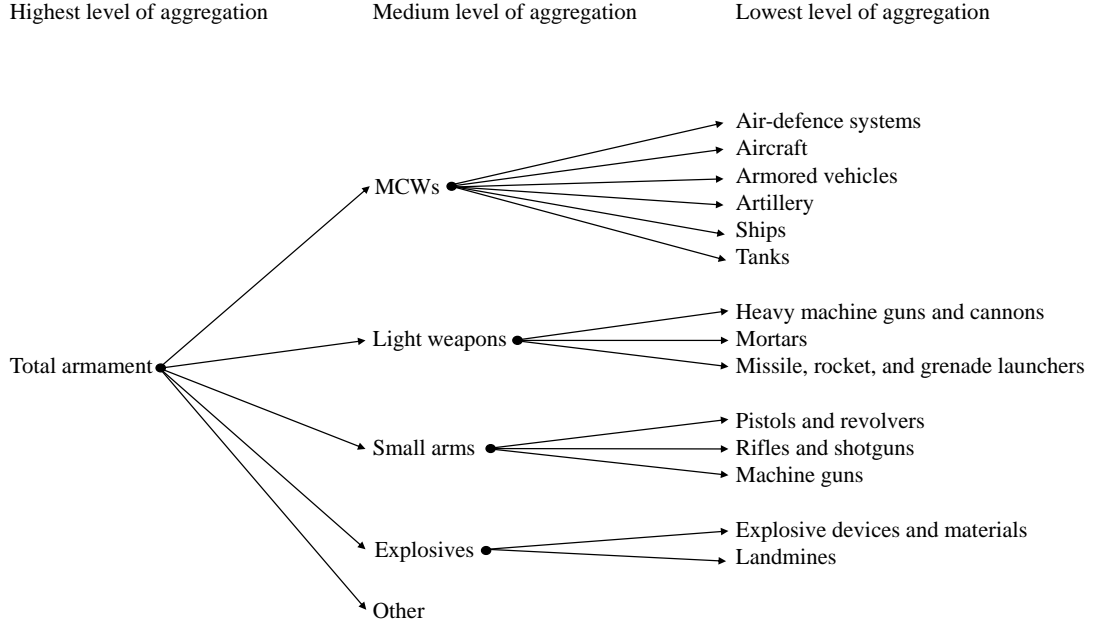 Highest level of aggregation
Medium level of aggregation
Lowest level of aggregation
Total armament
MCWs
Air-defence systems
Aircraft
Armored vehicles
Artillery
Ships
Tanks
Light weapons
Heavy machine guns and cannons
Mortars
Missile, rocket, and grenade launchers
Small arms
Pistols and revolvers
Rifles and shotguns
Machine guns
Explosives
Explosive devices and materials
Landmines
Other